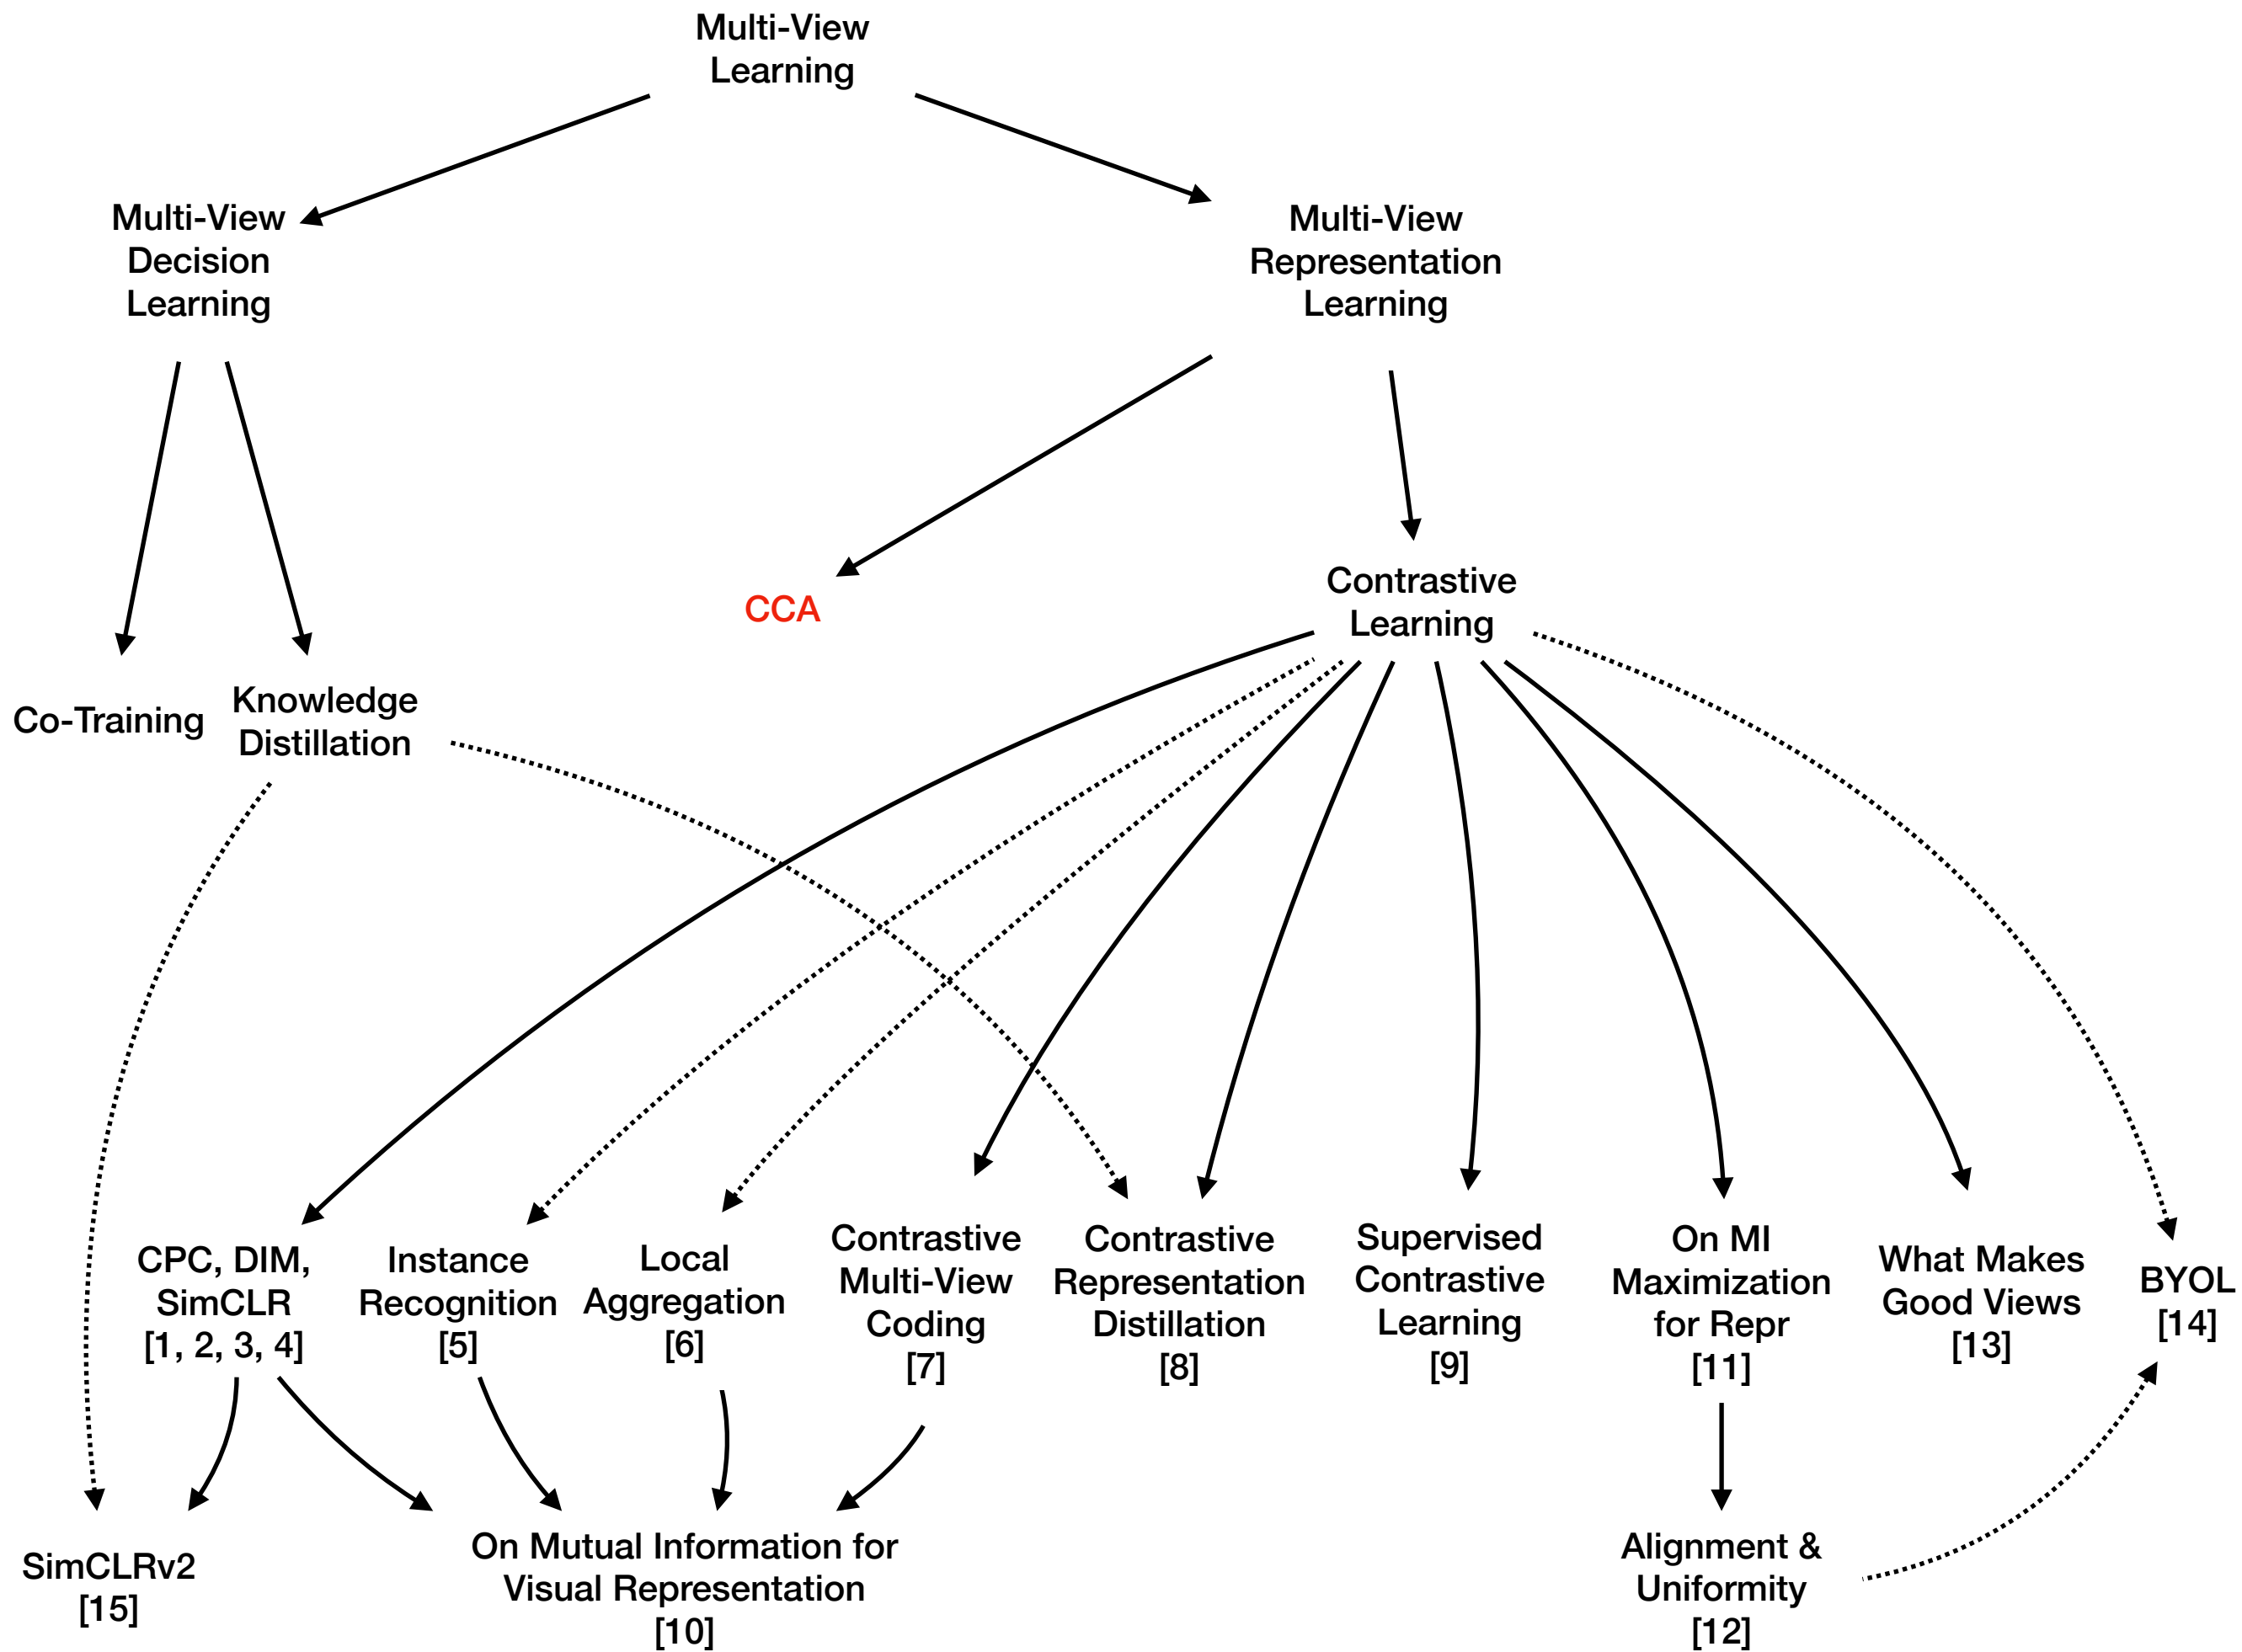 Multi-View
Learning
Multi-View
Decision
Learning
Multi-View
Representation
Learning
CCA
Contrastive
Learning
Co-Training
Knowledge
Distillation
CPC, DIM,
SimCLR
[1, 2, 3, 4]
Instance
Recognition
[5]
Local
Aggregation
[6]
Contrastive
Multi-View
Coding
[7]
Contrastive
Representation
Distillation
[8]
Supervised
Contrastive
Learning
[9]
On MI
Maximization
for Repr
[11]
What Makes
Good Views
[13]
BYOL
[14]
SimCLRv2
[15]
On Mutual Information for
Visual Representation
[10]
Alignment &
Uniformity
[12]